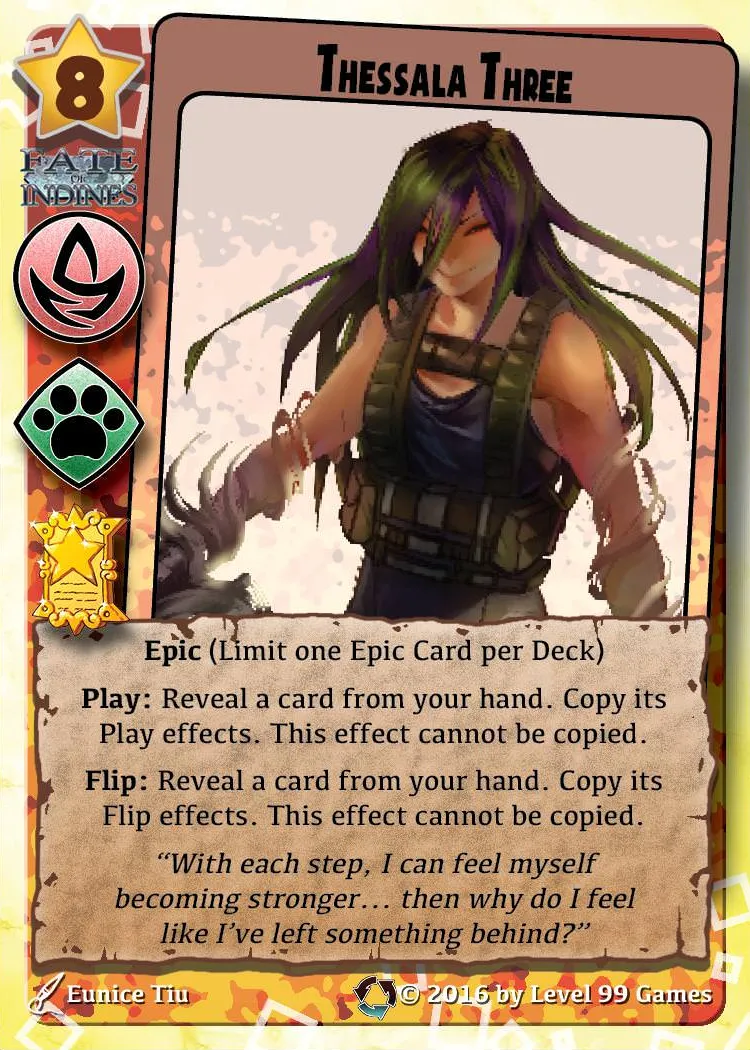 8
Thessala Three
FATE
OF
INDINES
Epic (Limit one Epic Card per Deck)
Play: Reveal a card from your hand. Copy its
Play effects. This effect cannot be copied.
Flip: Reveal a card from your hand. Copy its
Flip effects. This effect cannot be copied.
“With each step, I can feel myself
becoming stronger... then why do I feel
like I’ve left something behind?”
Eunice Tiu
© 2016 by Level 99 Games